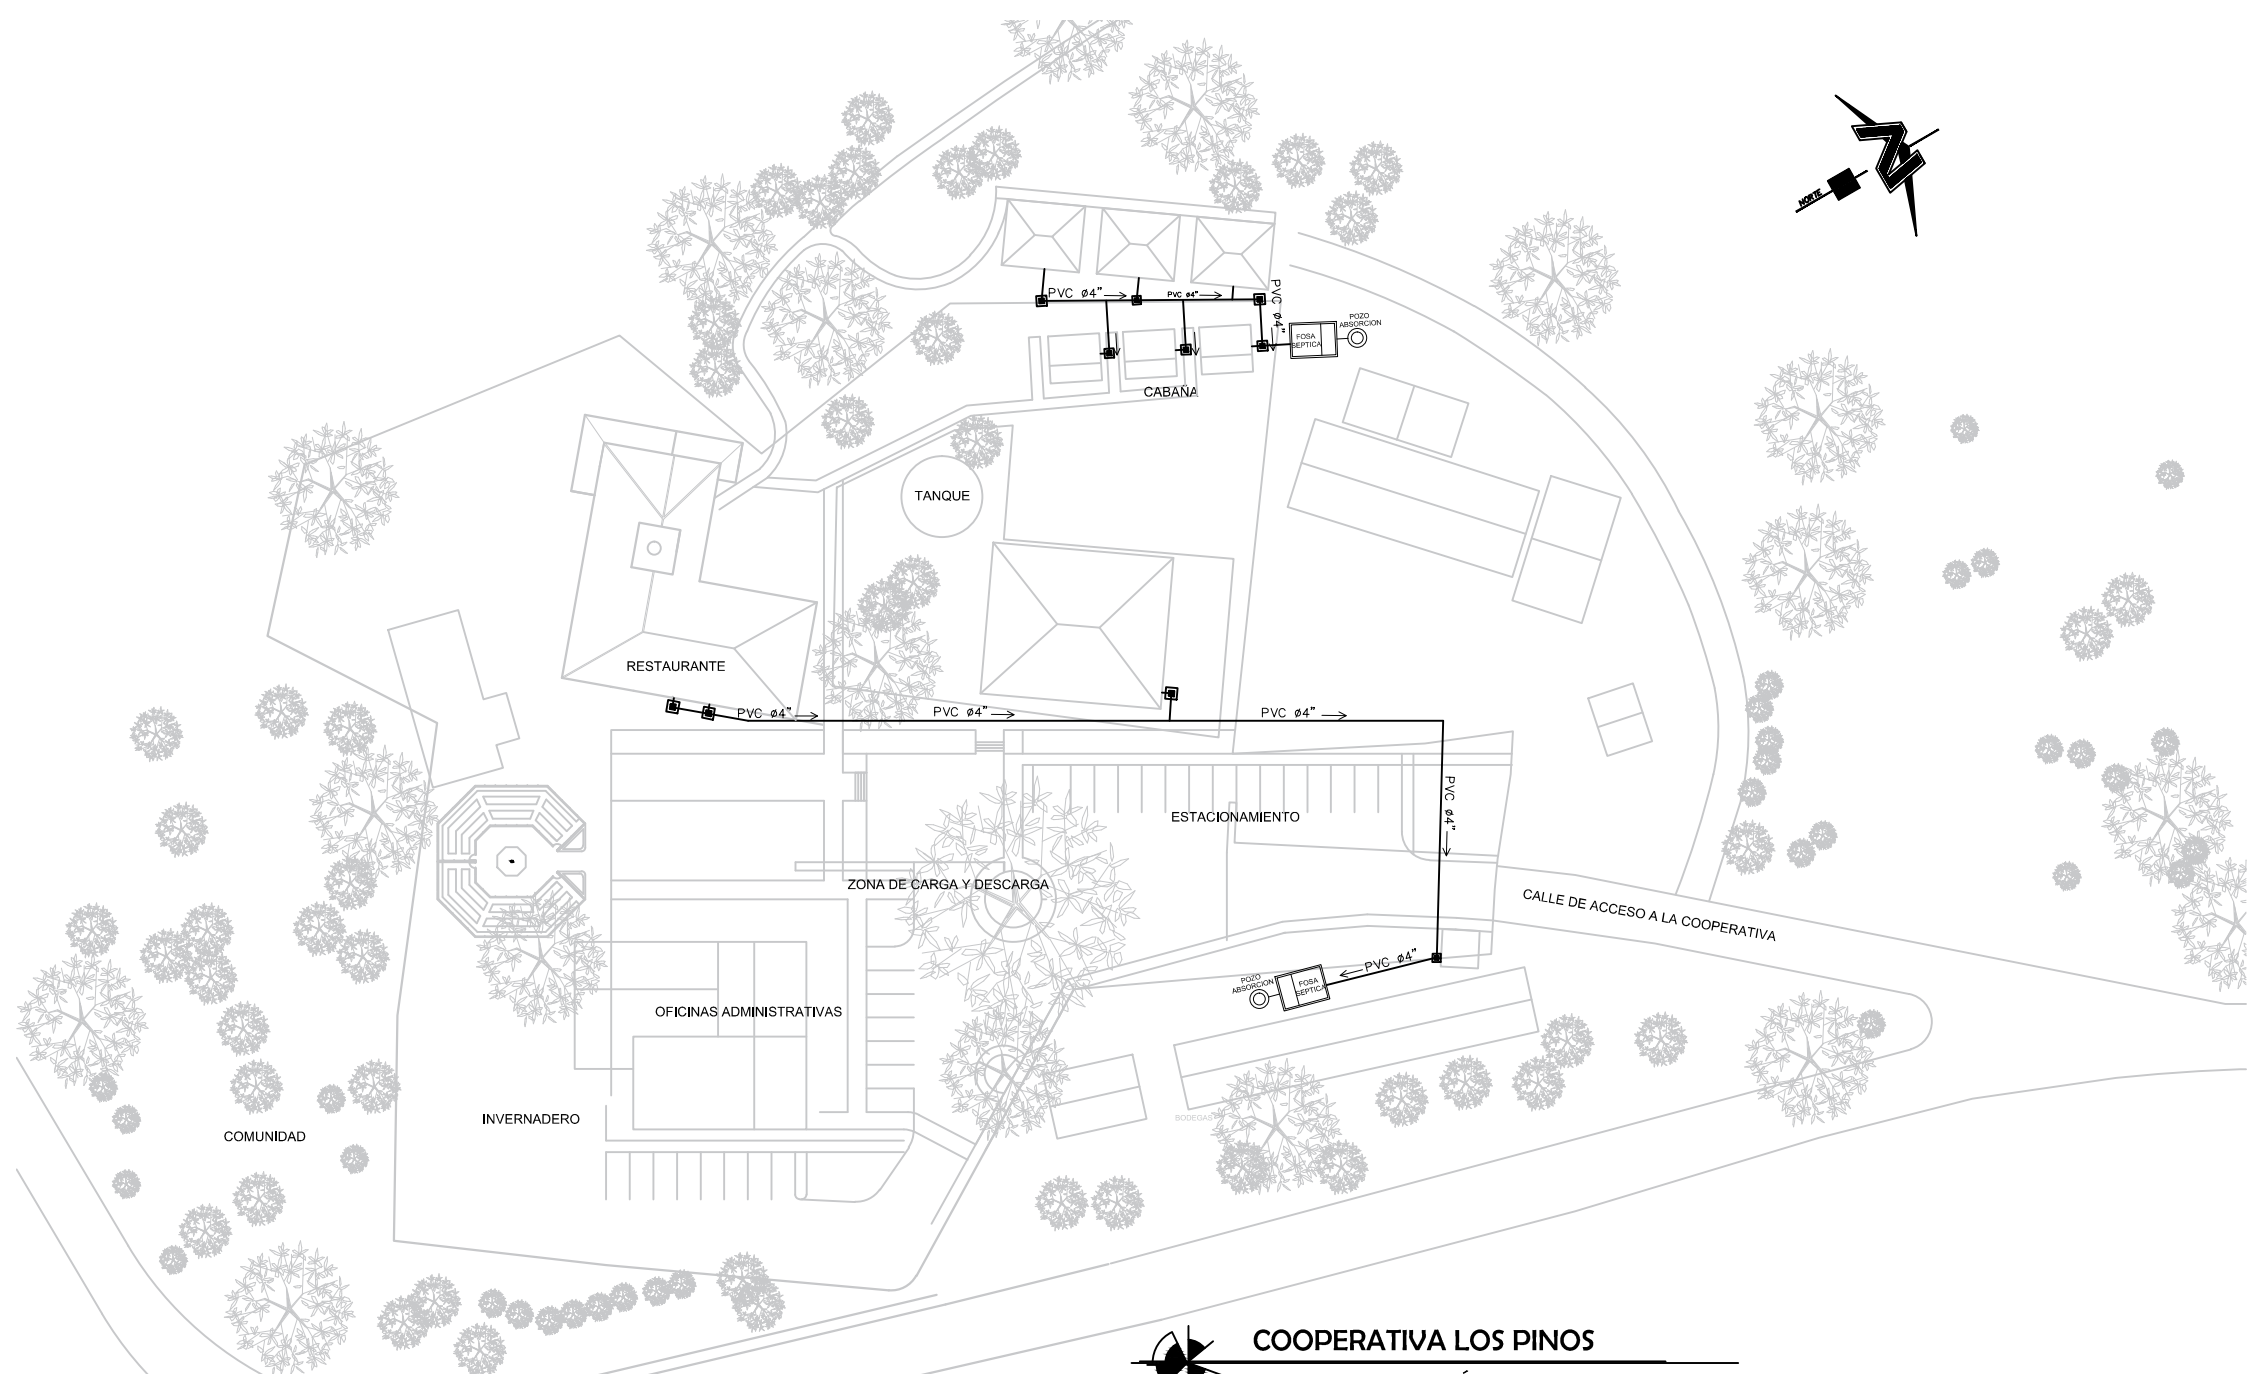 NORTE
PVC ø4"
PVC ø4"
PVC ø4"
POZO
ABSORCION
FOSA
SEPTICA
CABAÑA
TANQUE
RESTAURANTE
PVC ø4"
PVC ø4"
PVC ø4"
PVC ø4"
ESTACIONAMIENTO
ZONA DE CARGA Y DESCARGA
CALLE DE ACCESO A LA COOPERATIVA
PVC ø4"
POZO
ABSORCION
FOSA
SEPTICA
OFICINAS ADMINISTRATIVAS
INVERNADERO
BODEGAS
COMUNIDAD
COOPERATIVA LOS PINOS